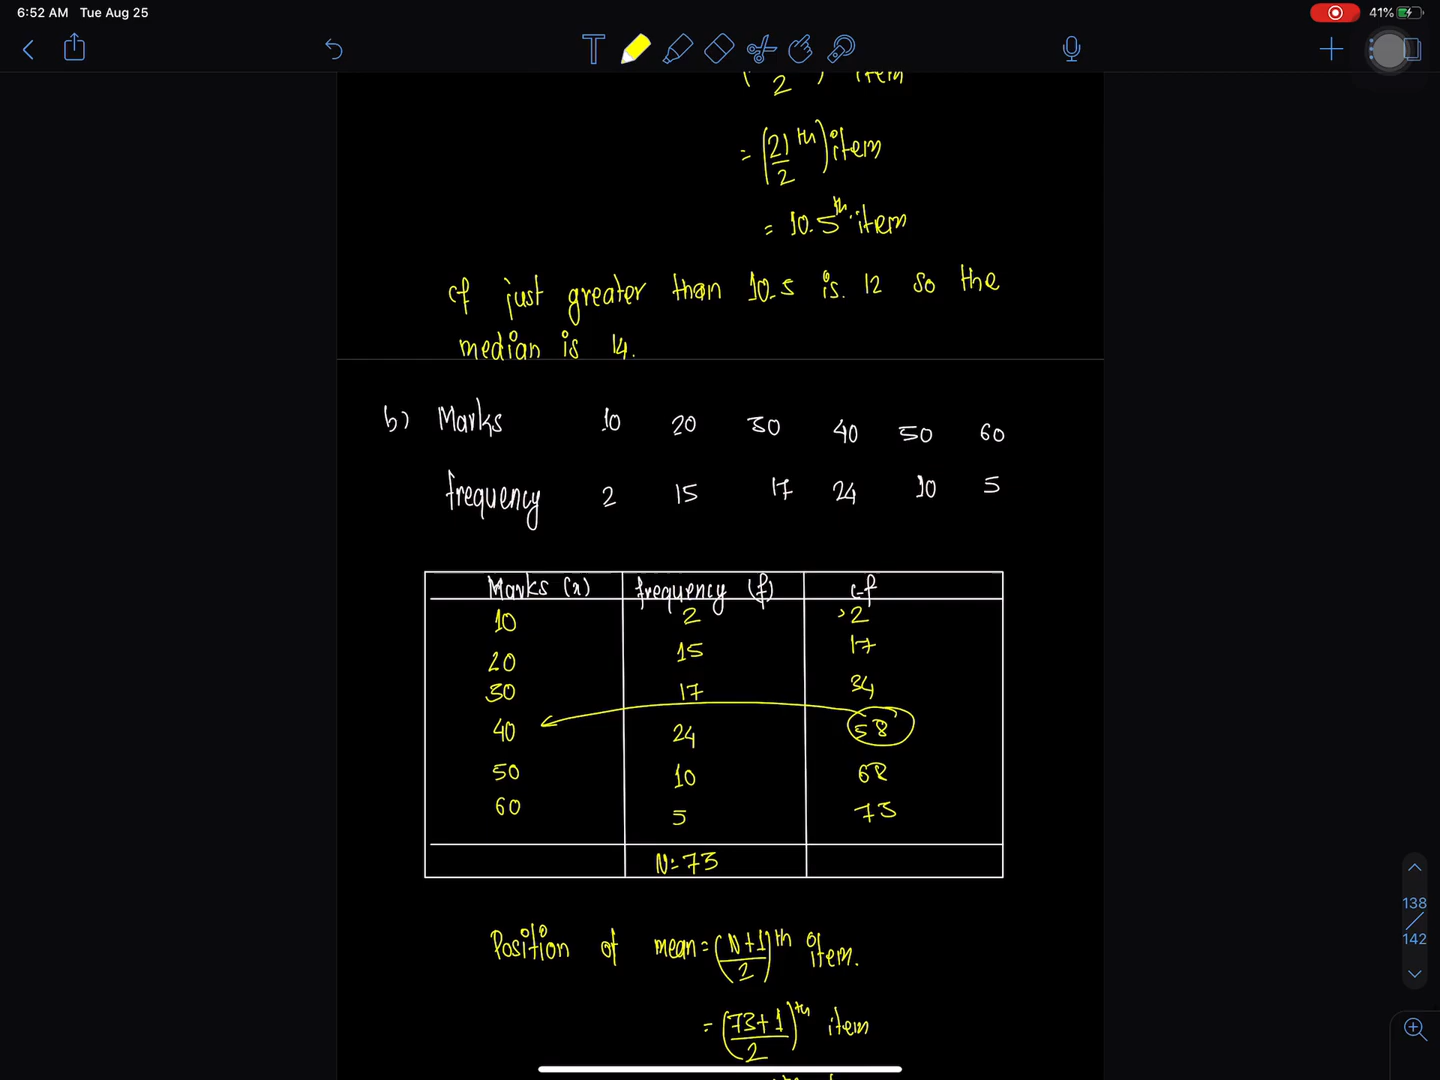 6:52 AM Tue Aug 25
41%
2 item
= (21/2 th) item
= 10.5th item
cf just greater than 10.5 is. 12 so the
median is 14.
b) Marks 10 20 30 40 50 60
frequency 2 15 17 24 10 5
Marks (x) frequency (f) cf
10 2 2
20 15 17
30 17 34
40 24 58
50 10 68
60 5 73
N=73
Position of mean = (N+1/2)th item.
= (73+1/2)th item
138
142